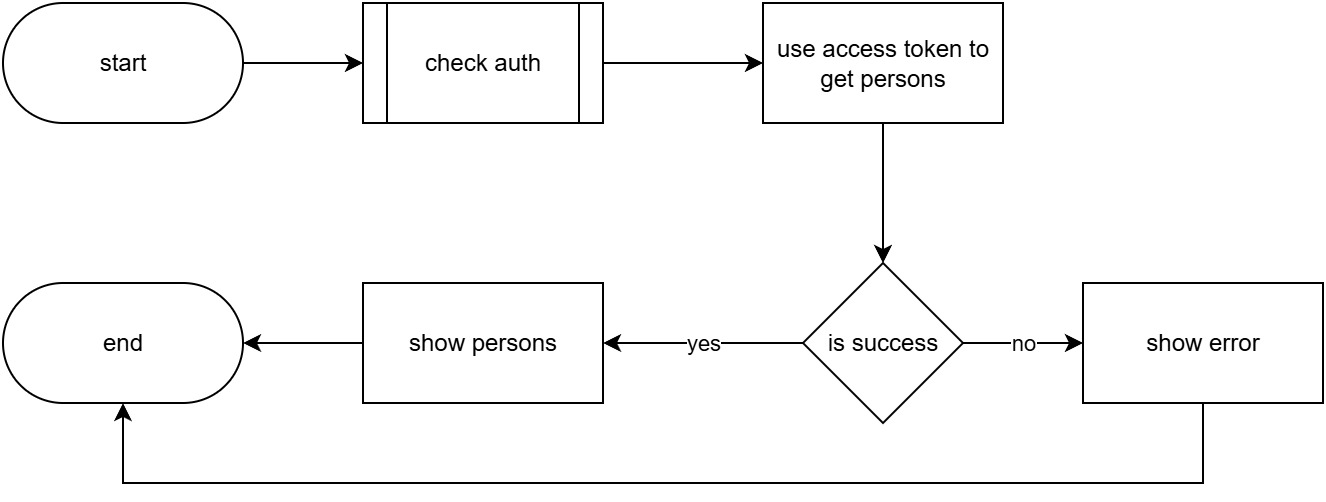 start
check auth
use access token to
get persons
end
show persons
yes
is success
no
show error